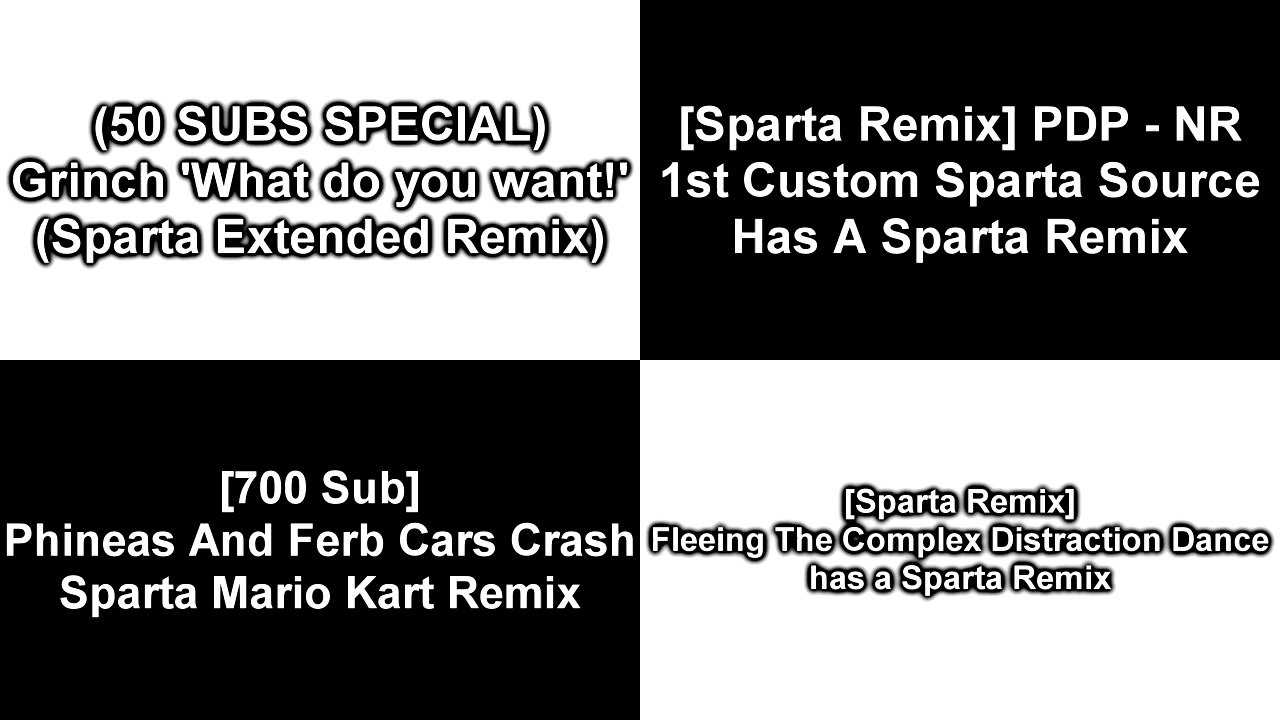 (50 SUBS SPECIAL)
Grinch 'What do you want!'
(Sparta Extended Remix)
[Sparta Remix] PDP - NR
1st Custom Sparta Source
Has A Sparta Remix
[700 Sub]
Phineas And Ferb Cars Crash
Sparta Mario Kart Remix
[Sparta Remix]
Fleeing The Complex Distraction Dance
has a Sparta Remix